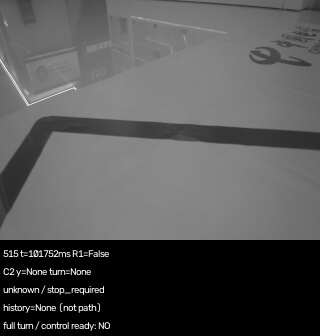 515 t=101752ms R1=False
C2 y=None turn=None
unknown / stop_required
history=None (not path)
full turn / control ready: NO